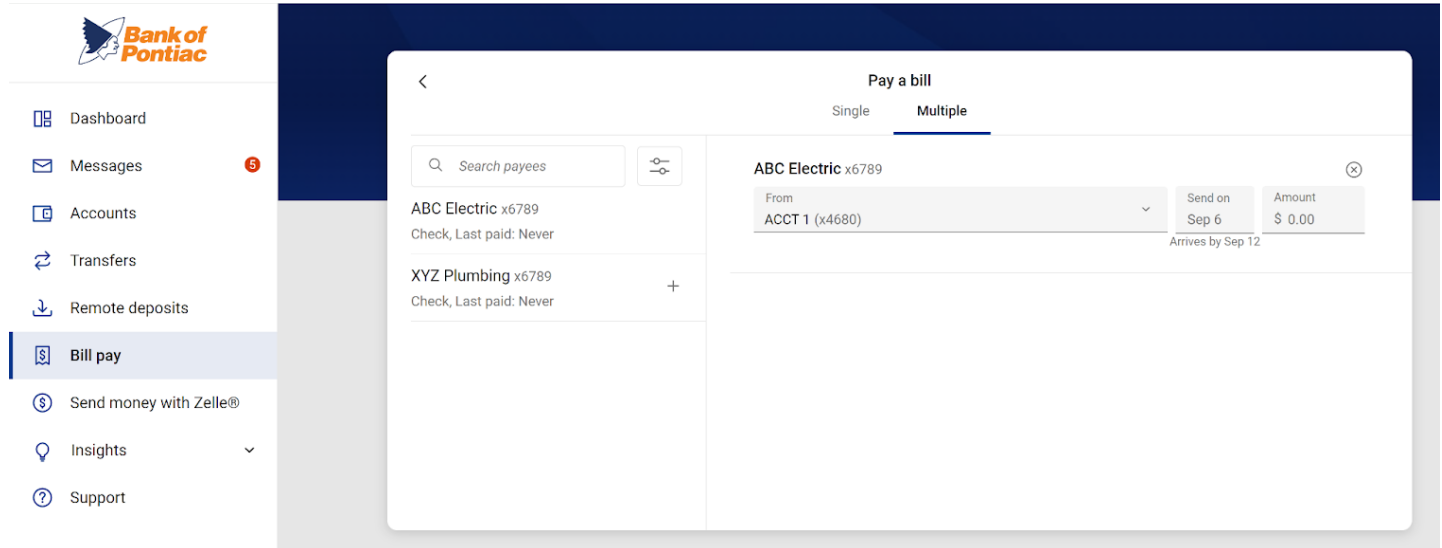 Bank of
Pontiac
Dashboard
Messages 5
Accounts
Transfers
Remote deposits
Bill pay
Send money with Zelle®
Insights
Support
Pay a bill
Single Multiple
Search payees
ABC Electric x6789
Check, Last paid: Never
XYZ Plumbing x6789
Check, Last paid: Never
ABC Electric x6789
From
ACCT 1 (x4680)
Send on
Sep 6
Arrives by Sep 12
Amount
$ 0.00